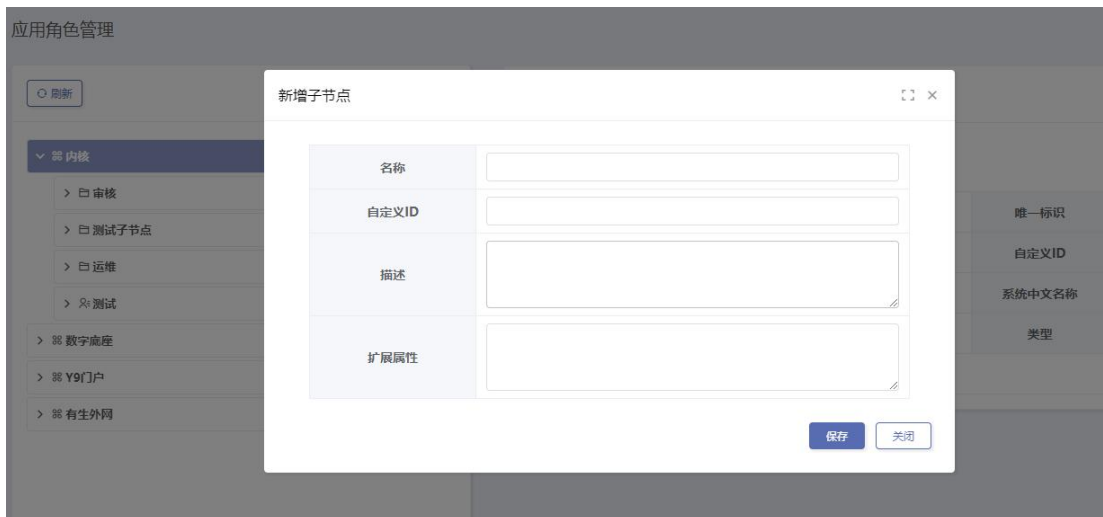 应用角色管理
刷新
内核
审核
测试子节点
运维
测试
数字底座
Y9门户
有生外网
新增子节点
名称
自定义ID
描述
扩展属性
保存
关闭
唯一标识
自定义ID
系统中文名称
类型